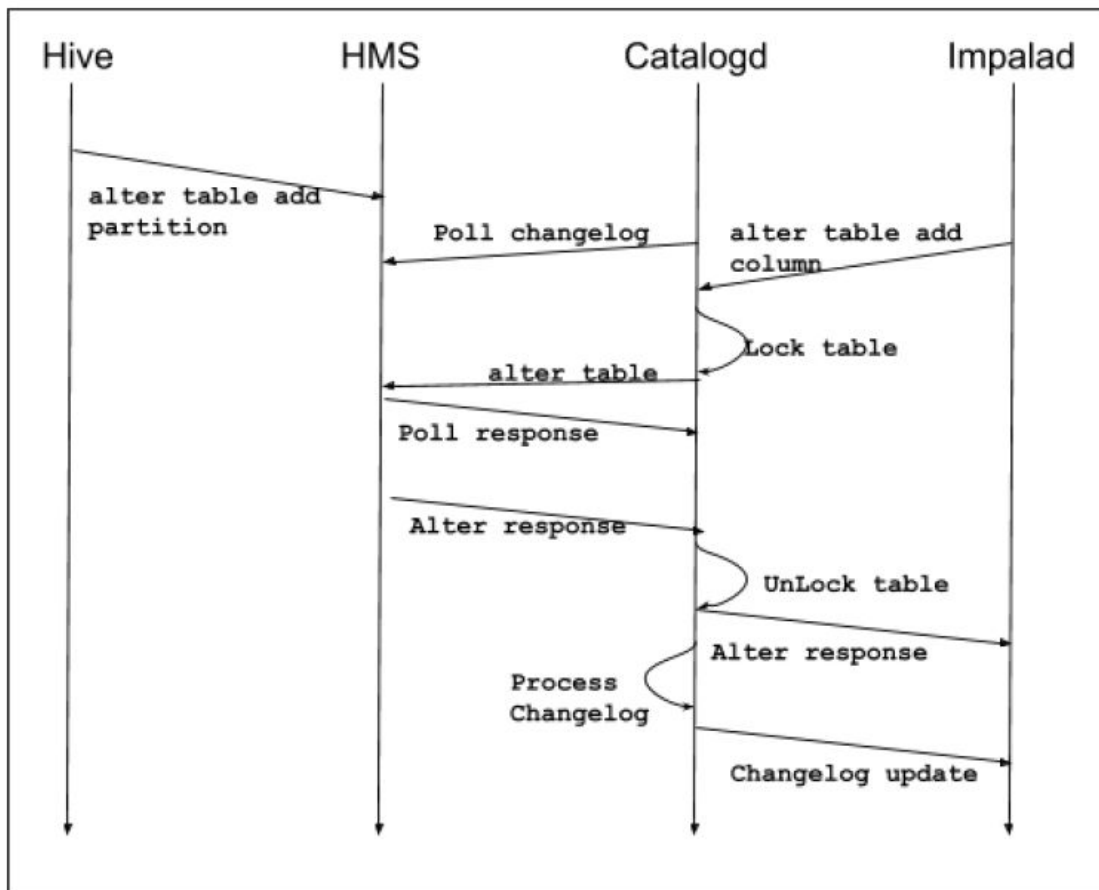 Hive
HMS
Catalogd
Impalad
alter table add
partition
Poll changelog
alter table add
column
Lock table
alter table
Poll response
Alter response
UnLock table
Alter response
Process
Changelog
Changelog update